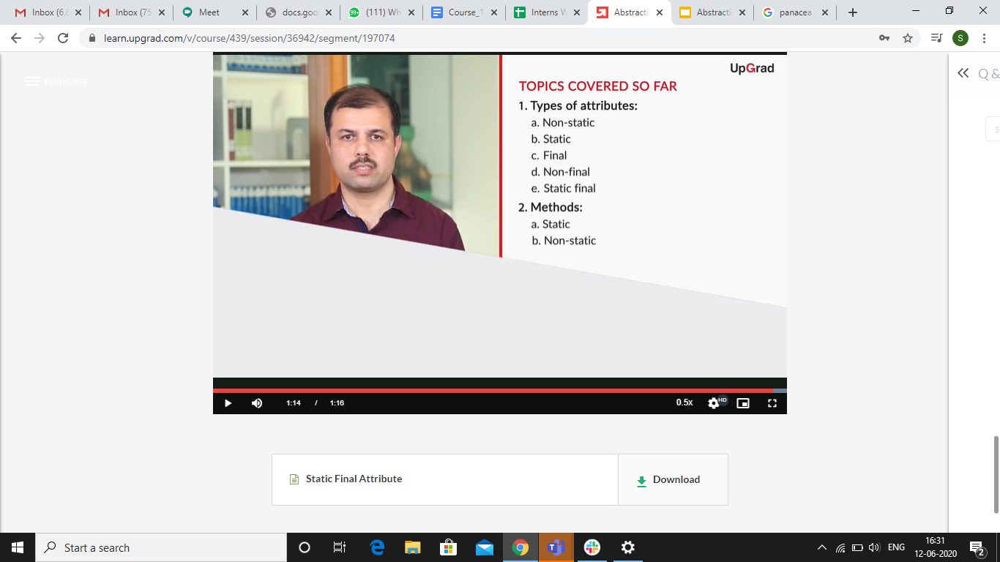 Inbox (6,8
Inbox (75
Meet
docs.goo
99+
(111) Wh
Course_1
Interns W
Abstracti
Abstracti
panacea
learn.upgrad.com/v/course/439/session/36942/segment/197074
S
NAVIGATE
UpGrad
TOPICS COVERED SO FAR
1. Types of attributes:
a. Non-static
b. Static
c. Final
d. Non-final
e. Static final
2. Methods:
a. Static
b. Non-static
Q &
s
1:14 / 1:16
0.5x
HD
Static Final Attribute
Download
Start a search
ENG
16:31
12-06-2020
2